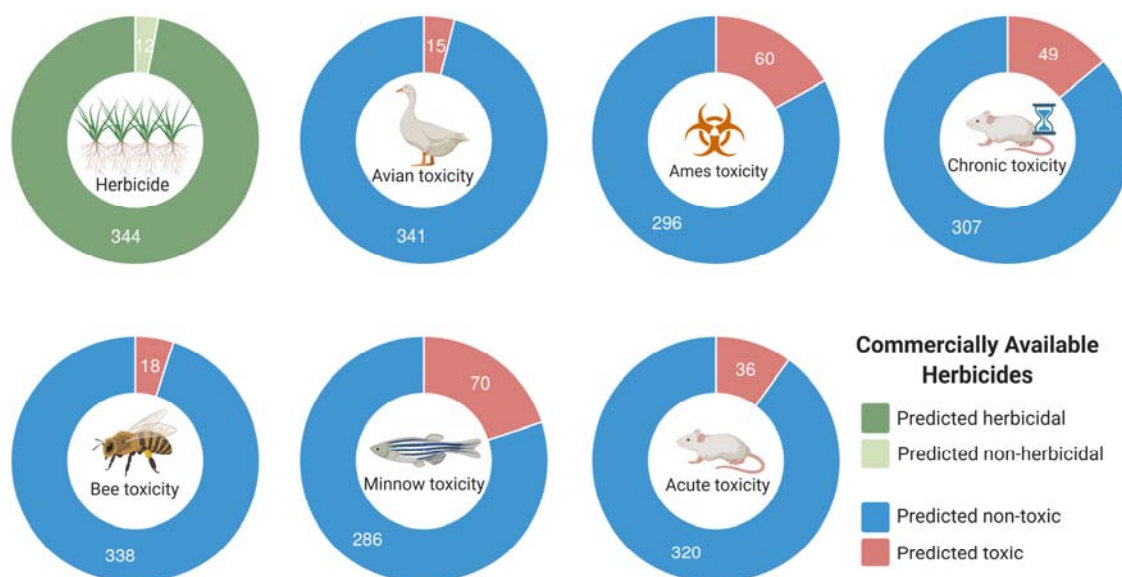 12
Herbicide
344
15
Avian toxicity
341
60
Ames toxicity
296
49
Chronic toxicity
307
18
Bee toxicity
338
70
Minnow toxicity
286
36
Acute toxicity
320
Commercially Available
Herbicides
Predicted herbicidal
Predicted non-herbicidal
Predicted non-toxic
Predicted toxic